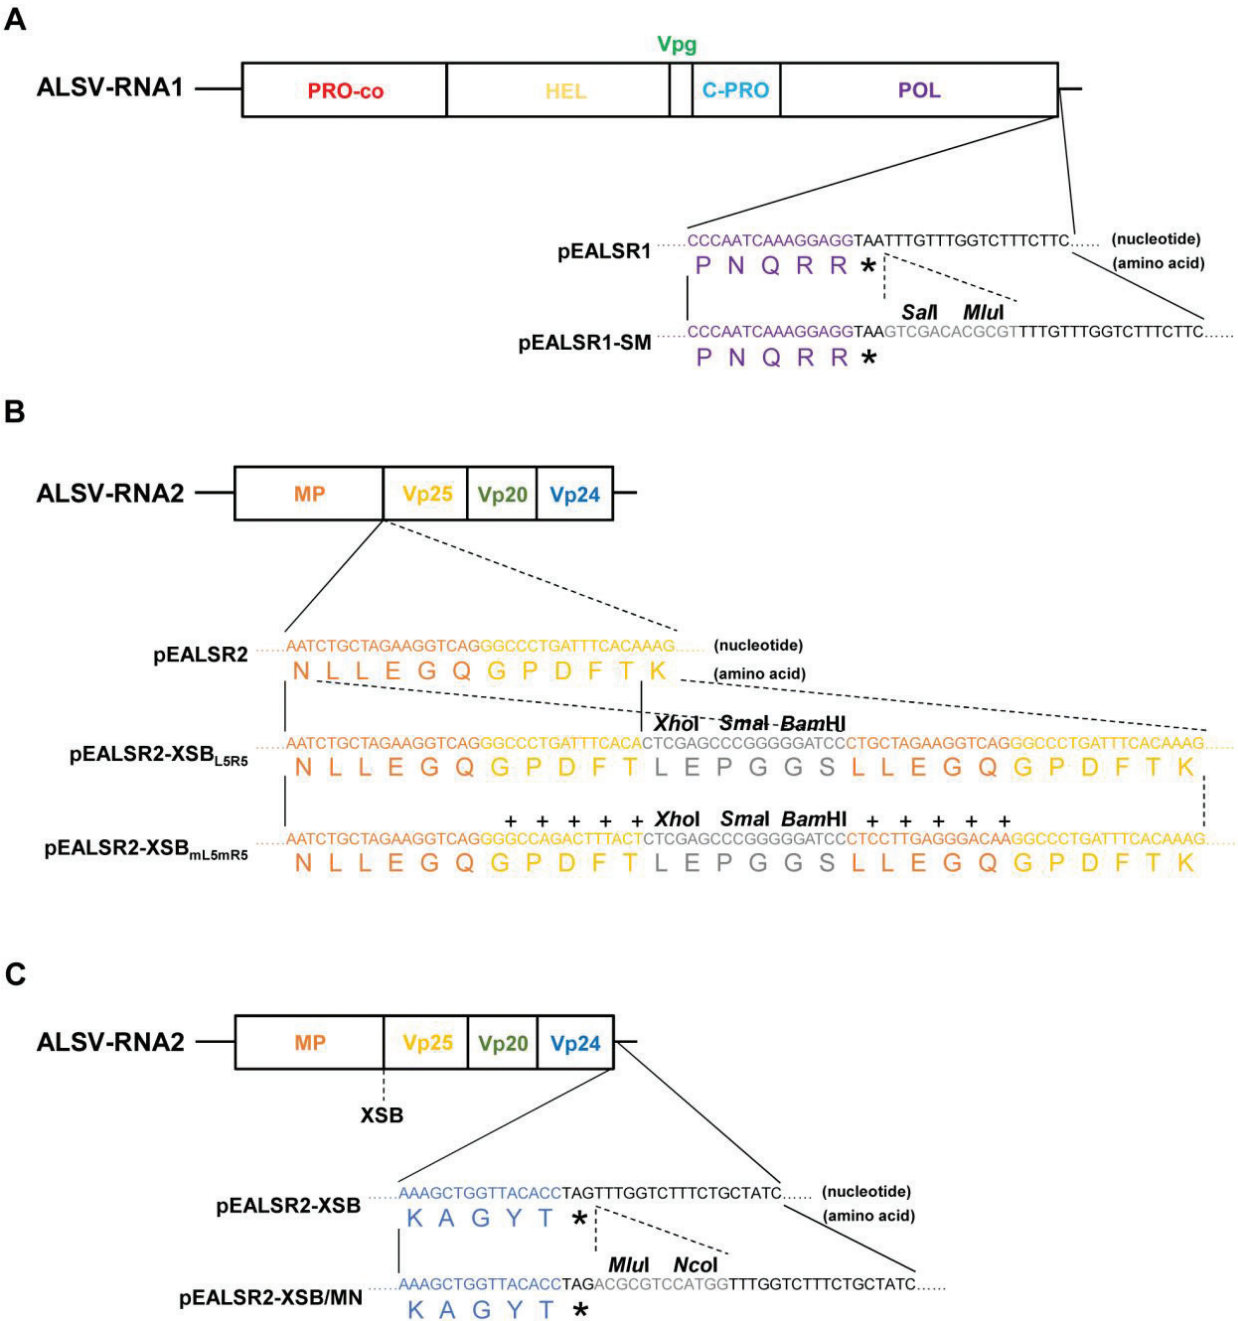 A
Vpg
ALSV-RNA1 PRO-co HEL C-PRO POL
pEALSR1 ......CCCAATCAAAGGAGGTAATTTGTTTGGTCTTTCTTC...... (nucleotide)
P N Q R R * (amino acid)
SalI MluI
pEALSR1-SM ......CCCAATCAAAGGAGGTAAGTCGACACGCGTTTTGTTTGGTCTTTCTTC......
P N Q R R *
B
ALSV-RNA2 MP Vp25 Vp20 Vp24
pEALSR2 ......AATCTGCTAGAAGGTCAGGGCCCTGATTTCACAAAG...... (nucleotide)
N L L E G Q G P D F T K (amino acid)
XhoI SmaI BamHI
pEALSR2-XSBL5R5 ......AATCTGCTAGAAGGTCAGGGCCCTGATTTCACACTCGAGCCCGGGGGATCCCTGCTAGAAGGTCAGGGCCCTGATTTCACAAAG......
N L L E G Q G P D F T L E P G G S L L E G Q G P D F T K
+ + + + + XhoI SmaI BamHI + + + + +
pEALSR2-XSBmL5mR5 ......AATCTGCTAGAAGGTCAGGGGCCAGACTTTACTCTCGAGCCCGGGGGATCCCTCCTTGAGGGACAAGGCCCTGATTTCACAAAG......
N L L E G Q G P D F T L E P G G S L L E G Q G P D F T K
C
ALSV-RNA2 MP Vp25 Vp20 Vp24
XSB
pEALSR2-XSB ......AAAGCTGGTTACACCTAGTTTGGTCTTTCTGCTATC...... (nucleotide)
K A G Y T * (amino acid)
MluI NcoI
pEALSR2-XSB/MN ......AAAGCTGGTTACACCTAGACGCGTCCATGGTTTGGTCTTTCTGCTATC......
K A G Y T *